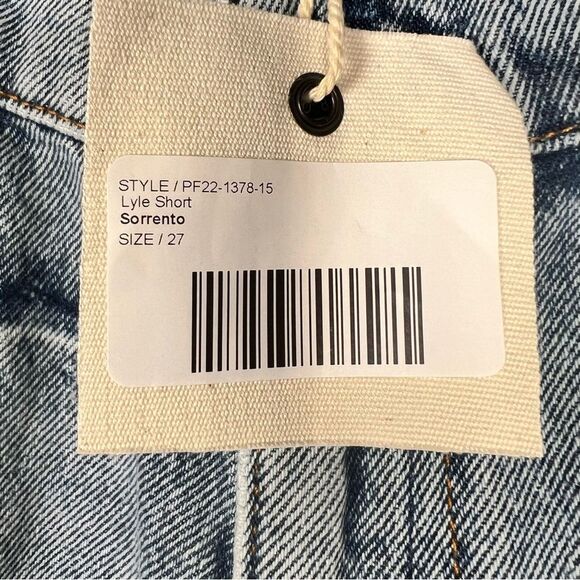 STYLE / PF22-1378-15
Lyle Short
Sorrento
SIZE / 27